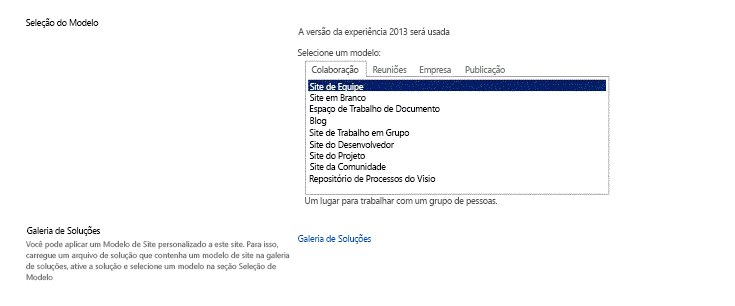 Seleção do Modelo
A versão da experiência 2013 será usada
Selecione um modelo:
Colaboração Reuniões Empresa Publicação
Site de Equipe
Site em Branco
Espaço de Trabalho de Documento
Blog
Site de Trabalho em Grupo
Site do Desenvolvedor
Site do Projeto
Site da Comunidade
Repositório de Processos do Visio
Um lugar para trabalhar com um grupo de pessoas.
Galeria de Soluções
Você pode aplicar um Modelo de Site personalizado a este site. Para isso,
carregue um arquivo de solução que contenha um modelo de site na galeria
de soluções, ative a solução e selecione um modelo na seção Seleção de
Modelo
Galeria de Soluções